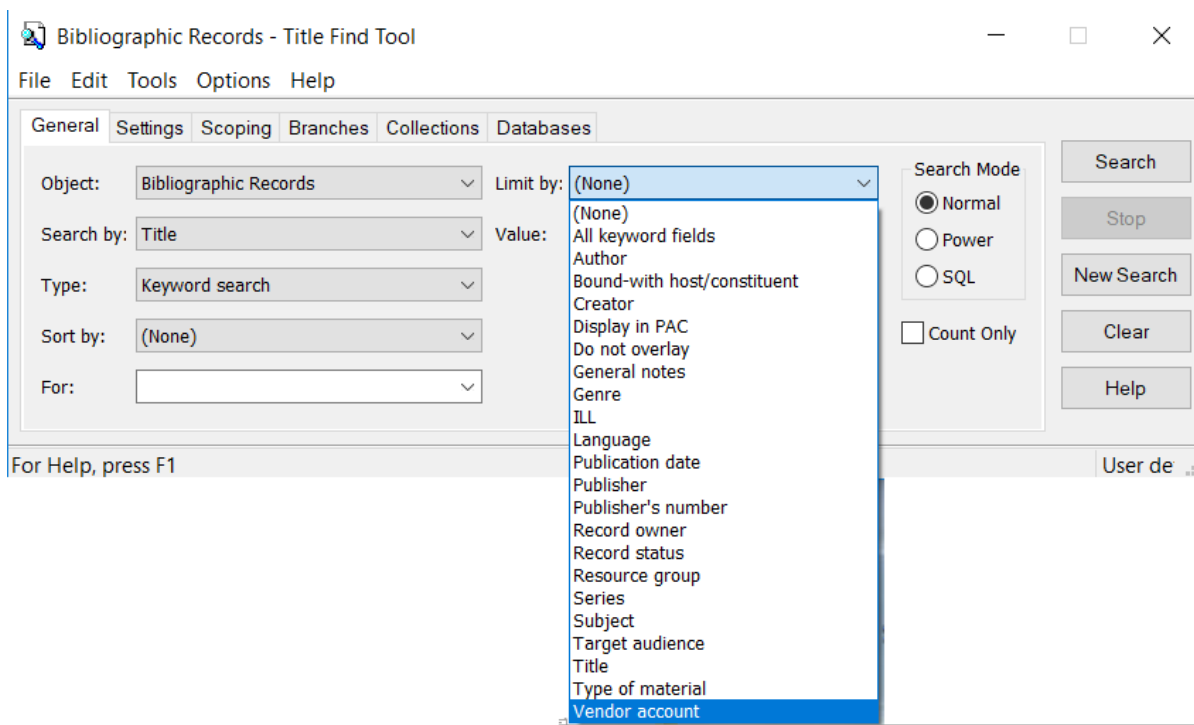 Bibliographic Records - Title Find Tool
File Edit Tools Options Help
General Settings Scoping Branches Collections Databases
Object: Bibliographic Records
Search by: Title
Type: Keyword search
Sort by: (None)
For:
Limit by: (None)
Value:
(None)
All keyword fields
Author
Bound-with host/constituent
Creator
Display in PAC
Do not overlay
General notes
Genre
ILL
Language
Publication date
Publisher
Publisher's number
Record owner
Record status
Resource group
Series
Subject
Target audience
Title
Type of material
Vendor account
Search Mode
Normal
Power
SQL
Count Only
Search
Stop
New Search
Clear
Help
For Help, press F1
User de